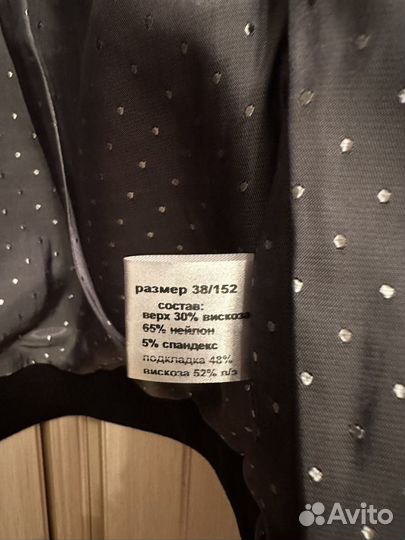 размер 38/152
состав:
верх 30% вискоза
65% нейлон
5% спандекс
подкладка 48%
вискоза 52% п/э
Avito